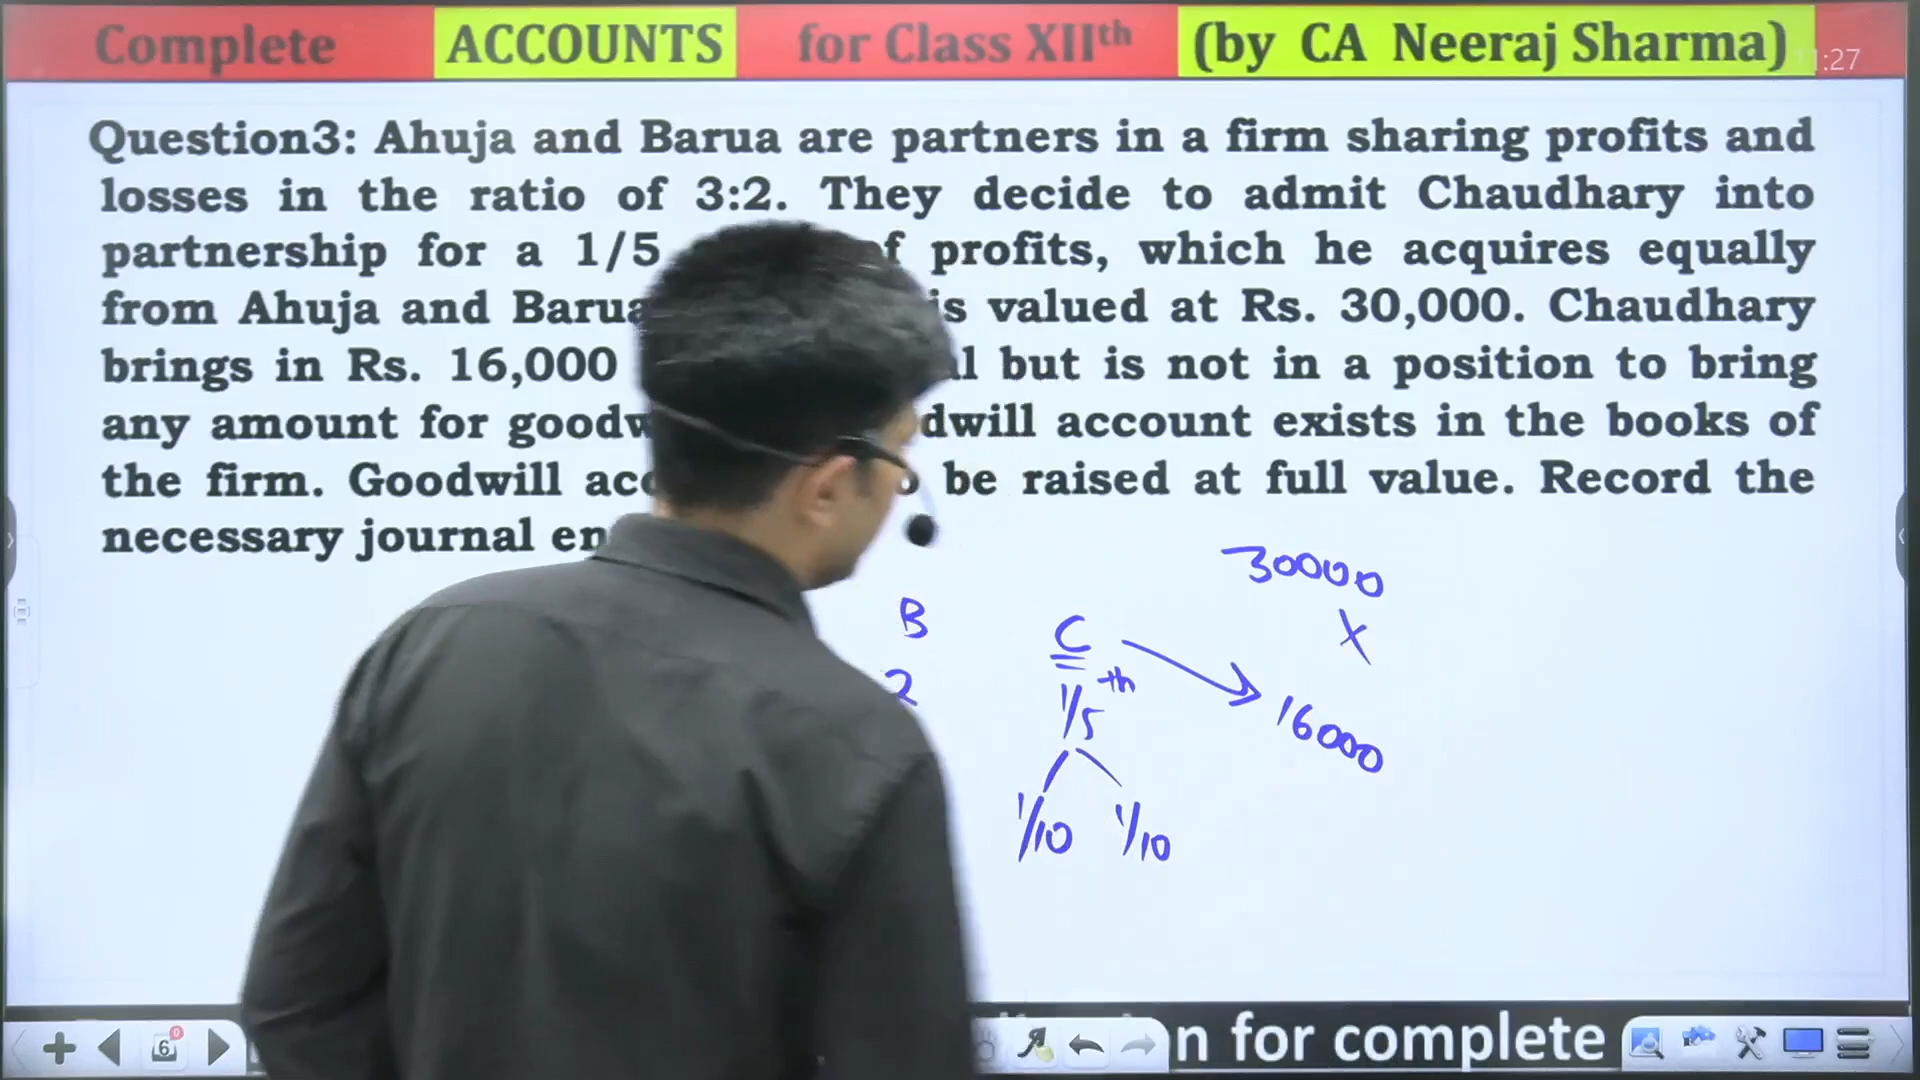 Complete ACCOUNTS for Class XIIth (by CA Neeraj Sharma) :27
Question3: Ahuja and Barua are partners in a firm sharing profits and
losses in the ratio of 3:2. They decide to admit Chaudhary into
partnership for a 1/5 profits, which he acquires equally
from Ahuja and Barua is valued at Rs. 30,000. Chaudhary
brings in Rs. 16,000 but is not in a position to bring
any amount for account exists in the books of
the firm. Goodwill be raised at full value. Record the
necessary journal
30000
B
C
X
2
1/5 th
16000
1/10 1/10
6 0
for complete